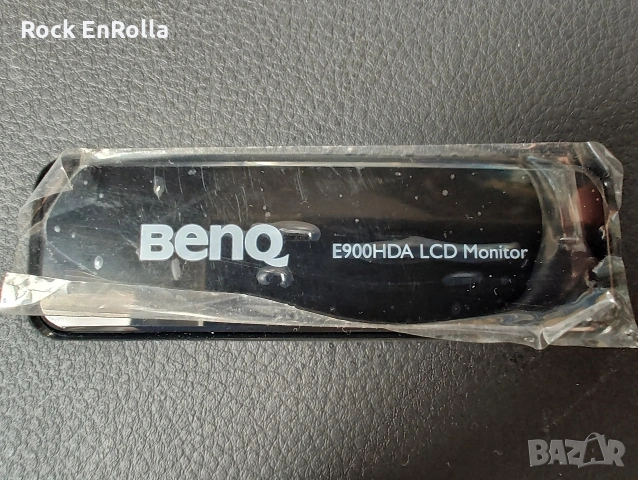 Rock EnRolla
BenQ
E900HDA LCD Monitor
BAZAR